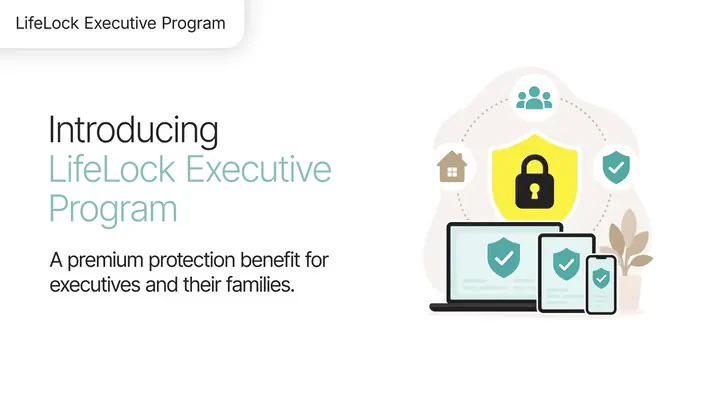 LifeLock Executive Program
Introducing
LifeLock Executive
Program
A premium protection benefit for
executives and their families.